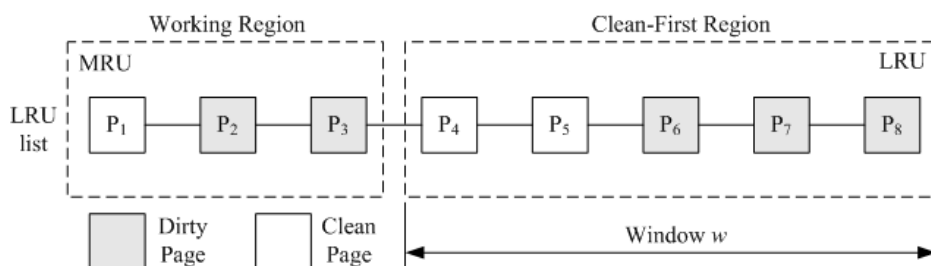 Working Region
Clean-First Region
MRU
LRU
LRU
list
P₁
P₂
P₃
P₄
P₅
P₆
P₇
P₈
Dirty
Page
Clean
Page
Window w